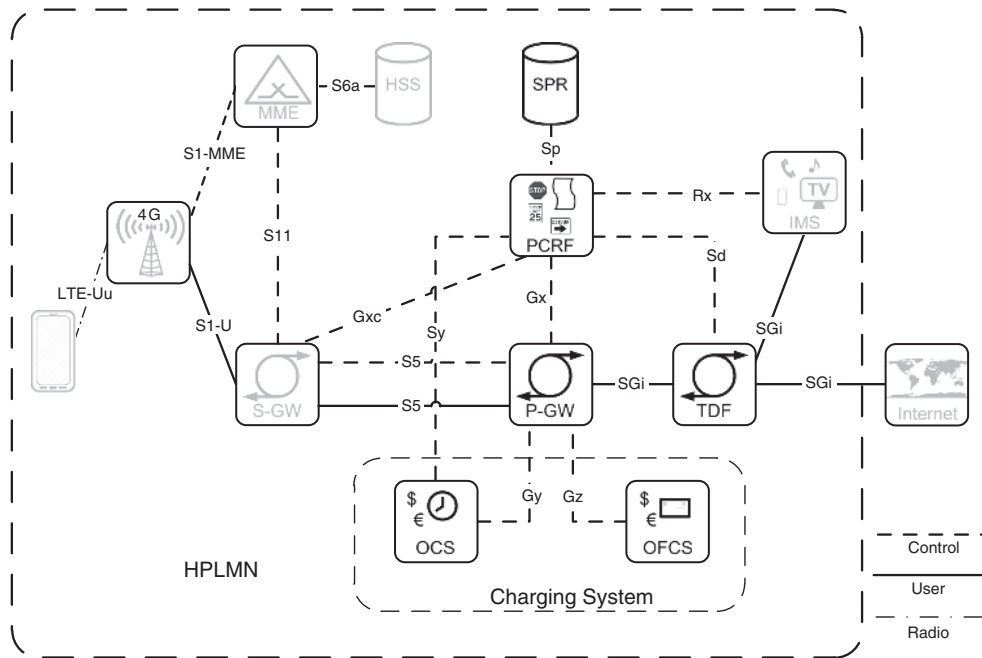 S6a
HSS
MME
SPR
Sp
S1-MME
TV
IMS
Rx
STOP
25
PCRF
4G
S11
Sd
LTE-Uu
Gxc
Gx
Sy
S1-U
SGi
S5
S-GW
P-GW
SGi
TDF
SGi
Internet
S5
$
€
OCS
Gy
Gz
$
€
OFCS
HPLMN
Charging System
Control
User
Radio